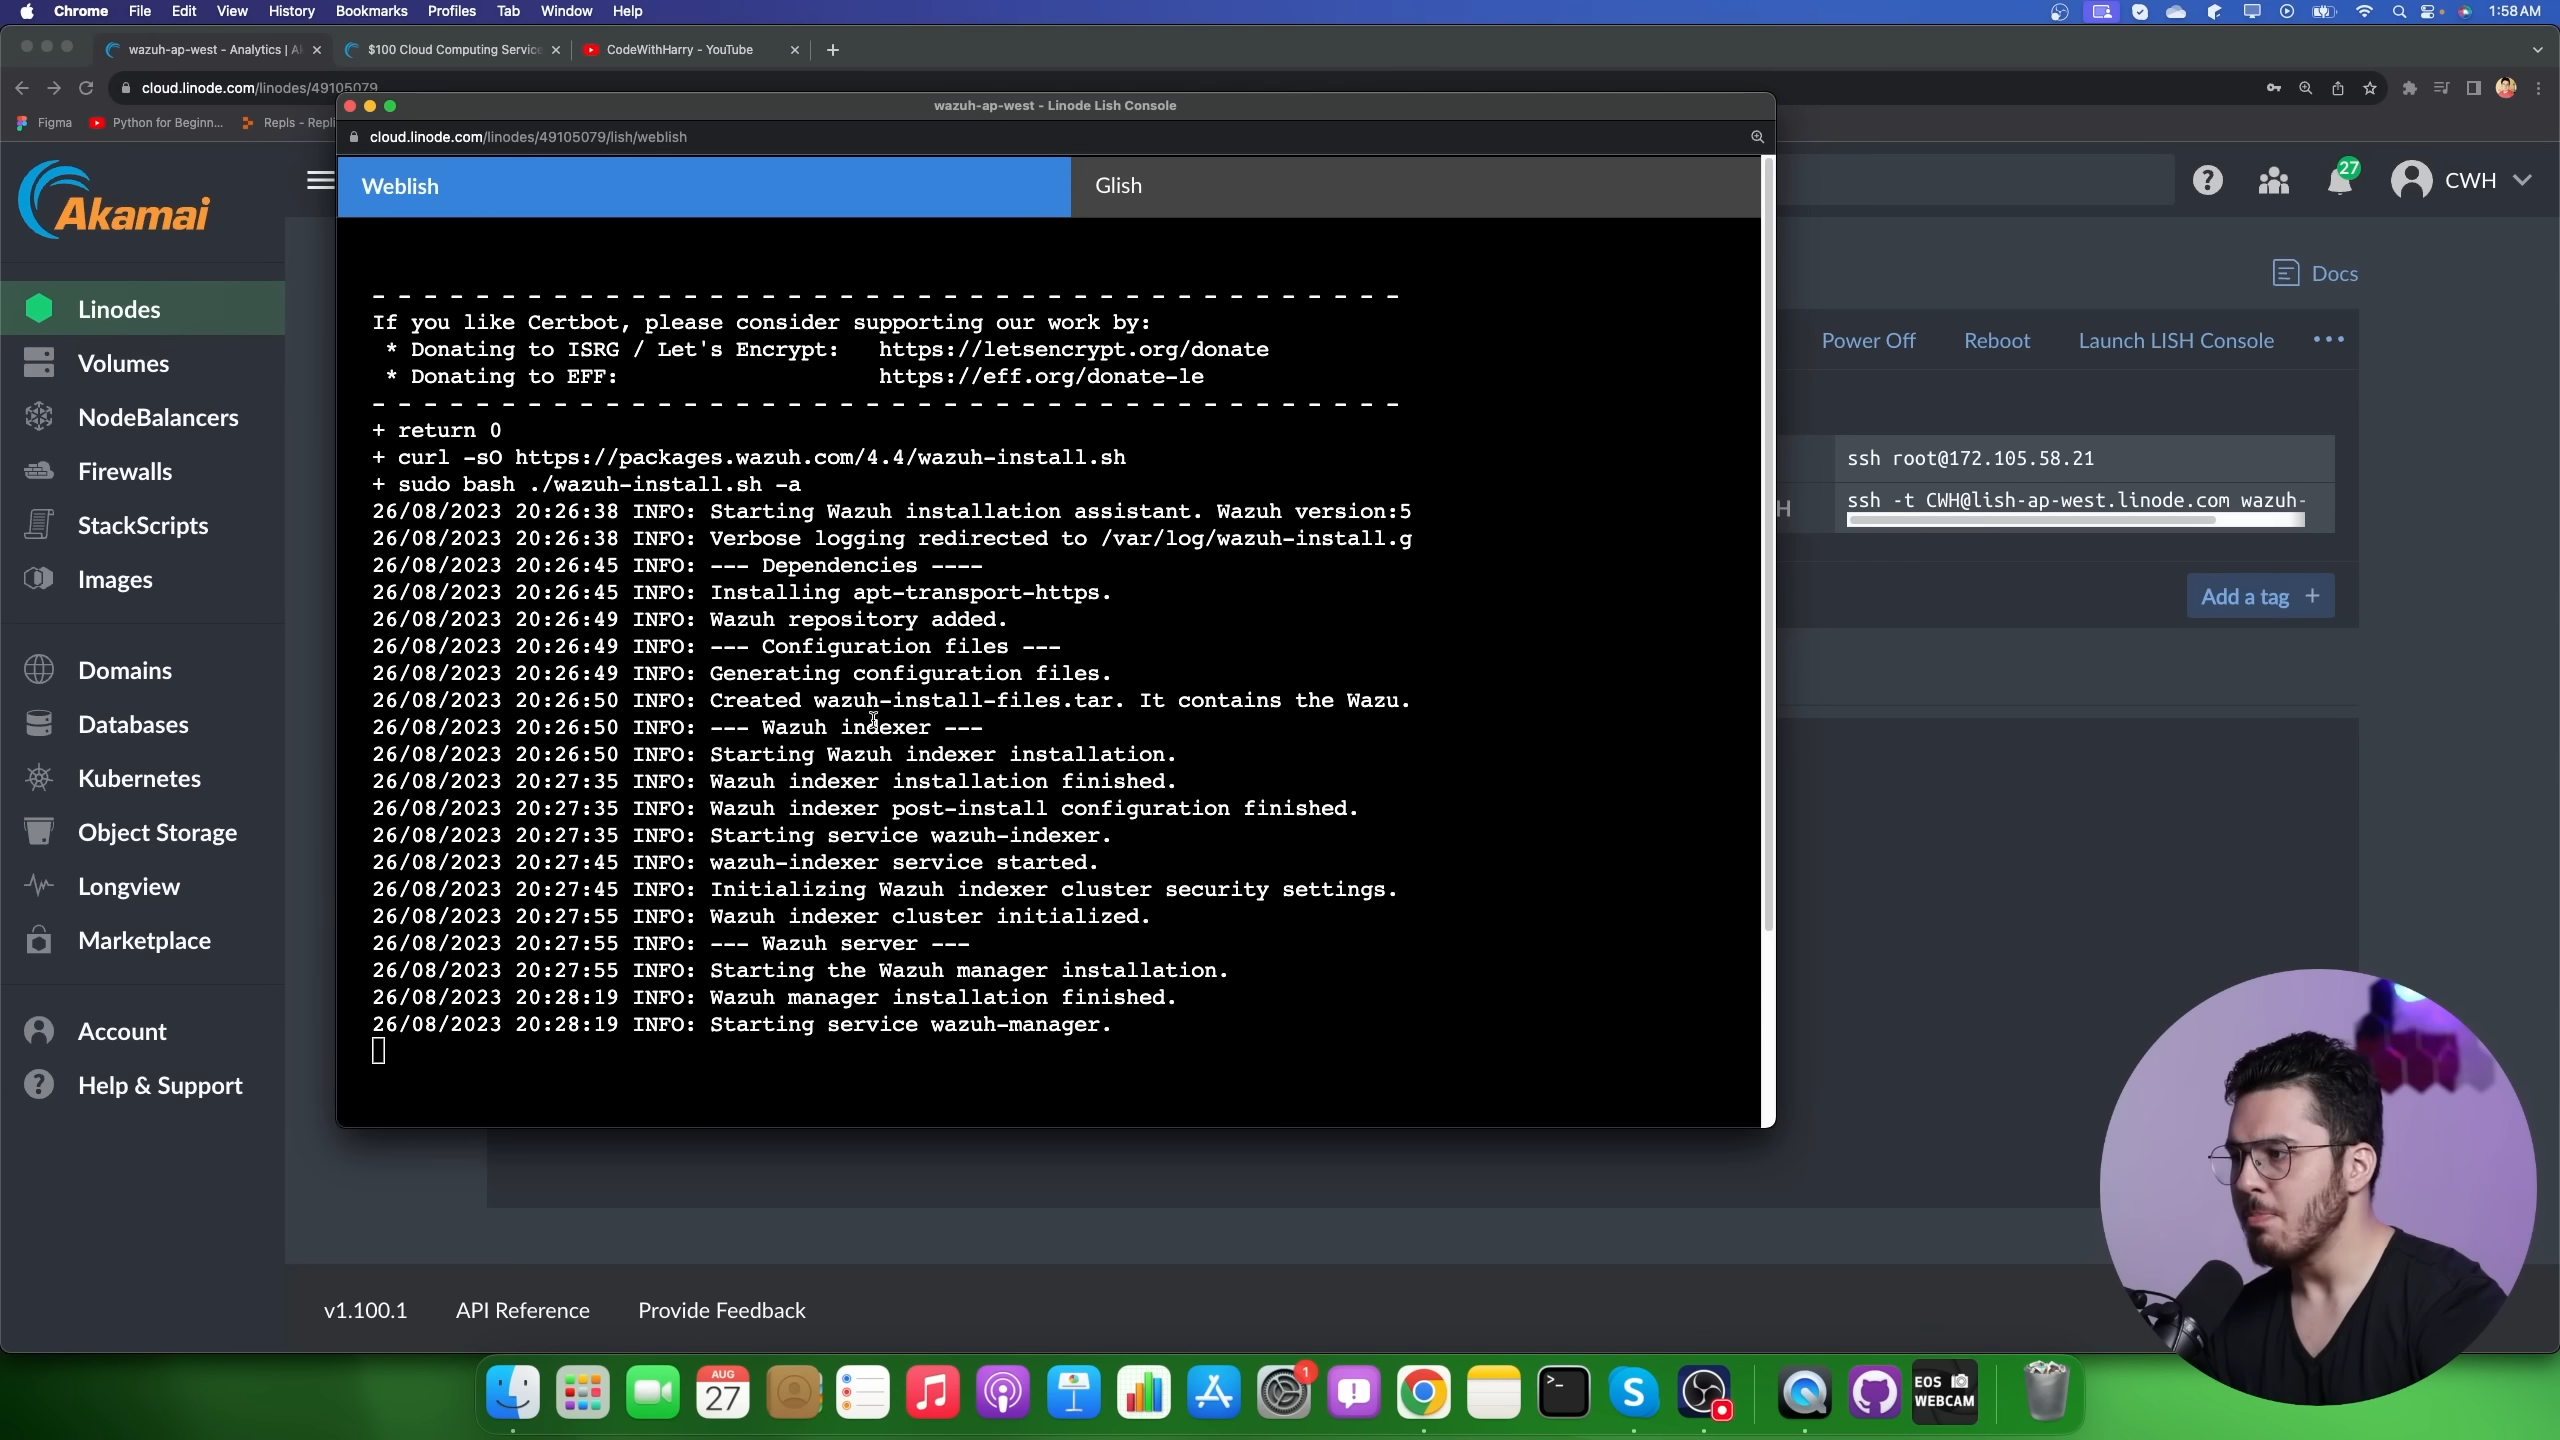 Chrome File Edit View History Bookmarks Profiles Tab Window Help 1:58 AM
wazuh-ap-west - Analytics | A
$100 Cloud Computing Service
CodeWithHarry - YouTube
cloud.linode.com/linodes/49105079
Figma Python for Beginn... Repls - Repli
wazuh-ap-west - Linode Lish Console
cloud.linode.com/linodes/49105079/lish/weblish
Weblish Glish
Akamai
27
CWH
Linodes
Volumes
NodeBalancers
Firewalls
StackScripts
Images
Domains
Databases
Kubernetes
Object Storage
Longview
Marketplace
Account
Help & Support
- - - - - - - - - - - - - - - - - - - - - - - - - - - - - - - - - - - - - - - -
If you like Certbot, please consider supporting our work by:
* Donating to ISRG / Let's Encrypt: https://letsencrypt.org/donate
* Donating to EFF: https://eff.org/donate-le
- - - - - - - - - - - - - - - - - - - - - - - - - - - - - - - - - - - - - - - -
+ return 0
+ curl -sO https://packages.wazuh.com/4.4/wazuh-install.sh
+ sudo bash ./wazuh-install.sh -a
26/08/2023 20:26:38 INFO: Starting Wazuh installation assistant. Wazuh version:5
26/08/2023 20:26:38 INFO: Verbose logging redirected to /var/log/wazuh-install.g
26/08/2023 20:26:45 INFO: --- Dependencies ----
26/08/2023 20:26:45 INFO: Installing apt-transport-https.
26/08/2023 20:26:49 INFO: Wazuh repository added.
26/08/2023 20:26:49 INFO: --- Configuration files ---
26/08/2023 20:26:49 INFO: Generating configuration files.
26/08/2023 20:26:50 INFO: Created wazuh-install-files.tar. It contains the Wazu.
26/08/2023 20:26:50 INFO: --- Wazuh indexer ---
26/08/2023 20:26:50 INFO: Starting Wazuh indexer installation.
26/08/2023 20:27:35 INFO: Wazuh indexer installation finished.
26/08/2023 20:27:35 INFO: Wazuh indexer post-install configuration finished.
26/08/2023 20:27:35 INFO: Starting service wazuh-indexer.
26/08/2023 20:27:45 INFO: wazuh-indexer service started.
26/08/2023 20:27:45 INFO: Initializing Wazuh indexer cluster security settings.
26/08/2023 20:27:55 INFO: Wazuh indexer cluster initialized.
26/08/2023 20:27:55 INFO: --- Wazuh server ---
26/08/2023 20:27:55 INFO: Starting the Wazuh manager installation.
26/08/2023 20:28:19 INFO: Wazuh manager installation finished.
26/08/2023 20:28:19 INFO: Starting service wazuh-manager.
Docs
Power Off Reboot Launch LISH Console
ssh root@172.105.58.21
H ssh -t CWH@lish-ap-west.linode.com wazuh-
Add a tag +
v1.100.1 API Reference Provide Feedback
AUG
27
1
EOS
WEBCAM